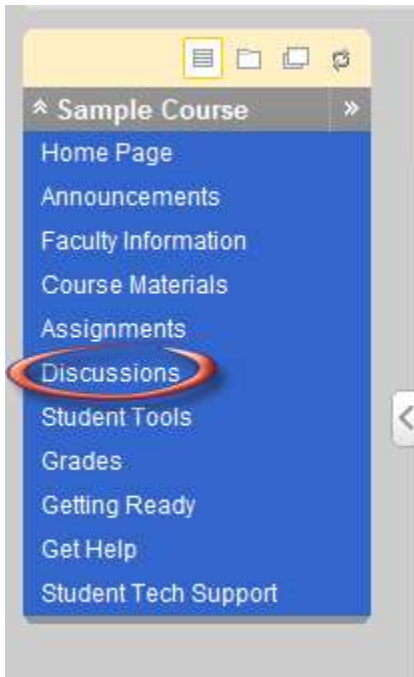 Sample Course
Home Page
Announcements
Faculty Information
Course Materials
Assignments
Discussions
Student Tools
Grades
Getting Ready
Get Help
Student Tech Support